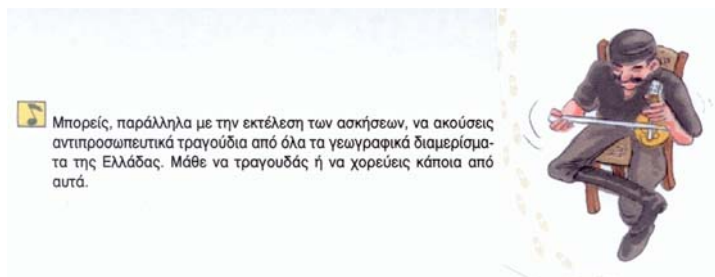 Μπορείς, παράλληλα με την εκτέλεση των ασκήσεων, να ακούσεις
αντιπροσωπευτικά τραγούδια από όλα τα γεωγραφικά διαμερίσμα-
τα της Ελλάδας. Μάθε να τραγουδάς ή να χορεύεις κάποια από
αυτά.